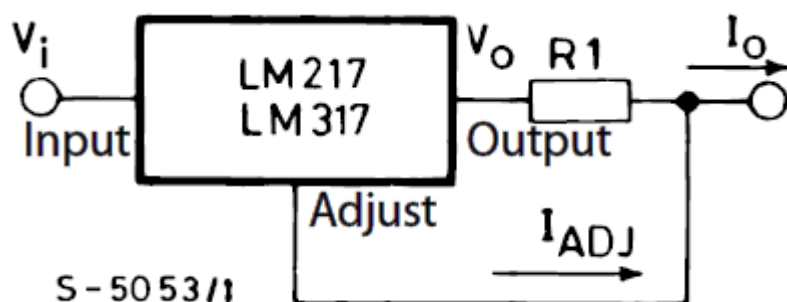 Vi
LM217
LM317
Vo
R1
Io
Input
Output
Adjust
IADJ
S-5053/1